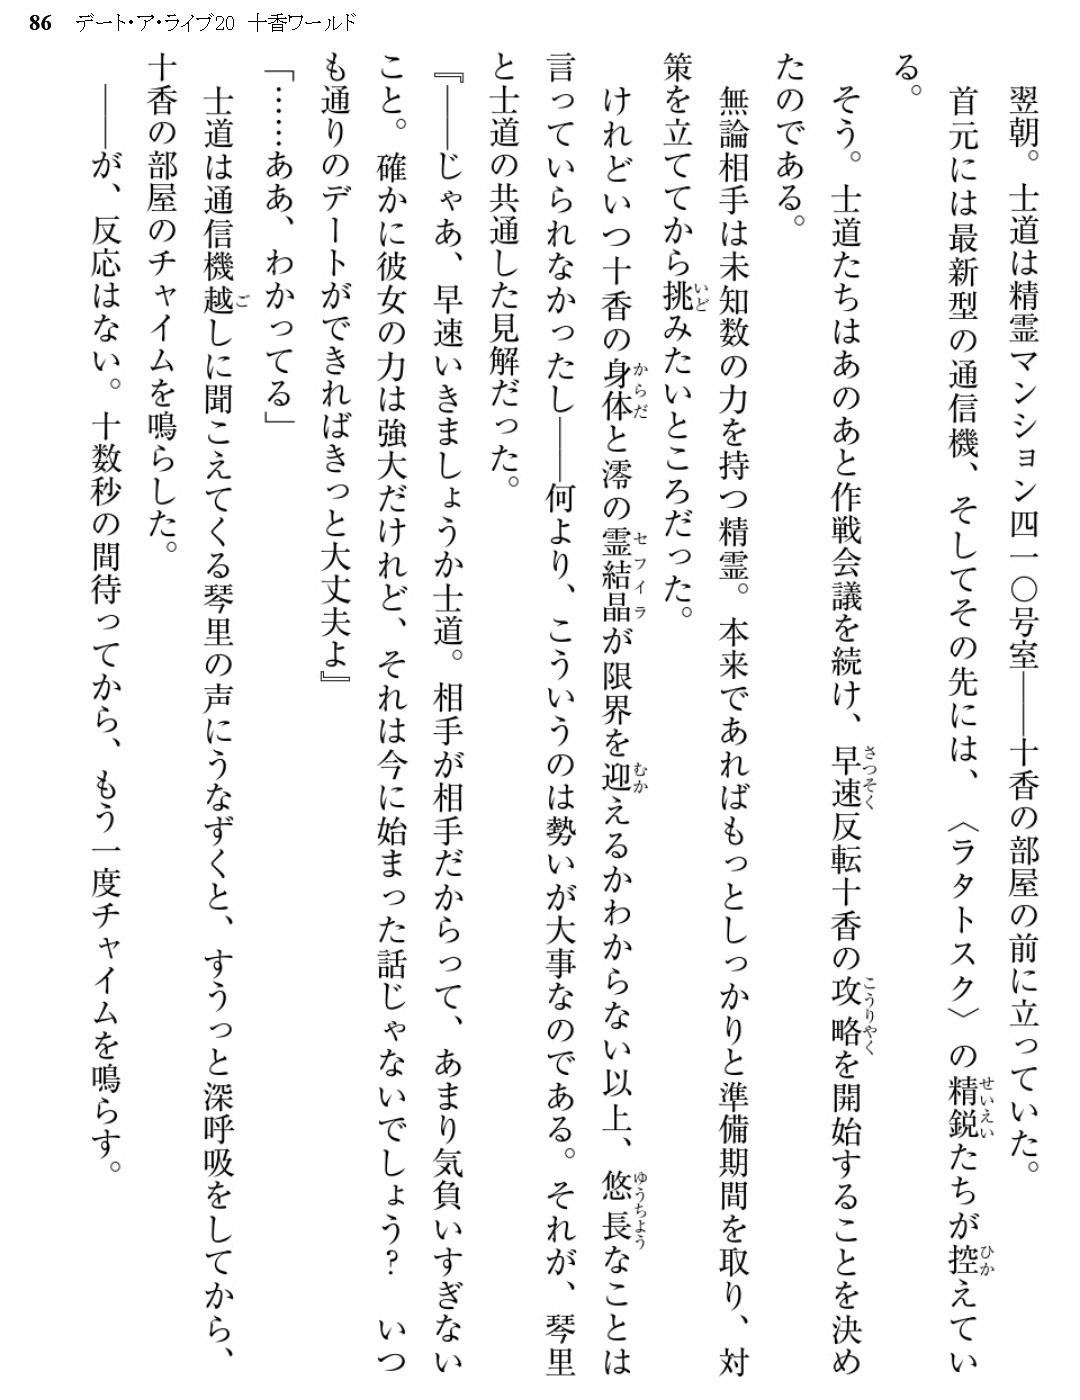 86 デート・ア・ライブ20 十香ワールド
翌朝。士道は精霊マンション四一〇号室――十香の部屋の前に立っていた。
首元には最新型の通信機、そしてその先には、〈ラタトスク〉の精鋭たちが控えてい
る。
そう。士道たちはあのあと作戦会議を続け、早速反転十香の攻略を開始することを決め
たのである。
無論相手は未知数の力を持つ精霊。本来であればもっとしっかりと準備期間を取り、対
策を立ててから挑みたいところだった。
けれどいつ十香の身体と澪の霊結晶が限界を迎えるかわからない以上、悠長なことは
言っていられなかったし――何より、こういうのは勢いが大事なのである。それが、琴里
と士道の共通した見解だった。
『――じゃあ、早速いきましょうか士道。相手が相手だからって、あまり気負いすぎない
こと。確かに彼女の力は強大だけれど、それは今に始まった話じゃないでしょう？　いつ
も通りのデートができればきっと大丈夫よ』
「……ああ、わかってる」
士道は通信機越しに聞こえてくる琴里の声にうなずくと、すうっと深呼吸をしてから、
十香の部屋のチャイムを鳴らした。
――が、反応はない。十数秒の間待ってから、もう一度チャイムを鳴らす。